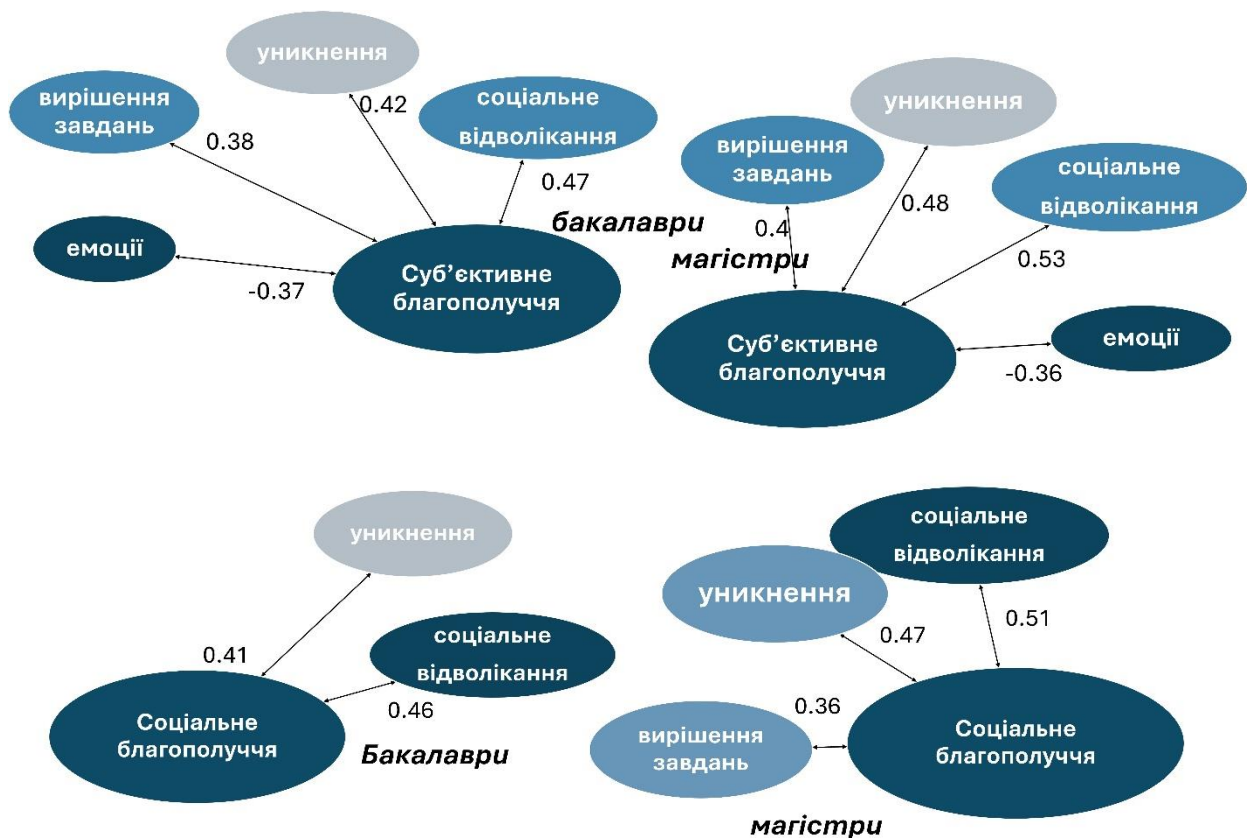 уникнення
вирішення
завдань
0.38
0.42
соціальне
відволікання
0.47
емоції
-0.37
Суб’єктивне
благополуччя
бакалаври
уникнення
вирішення
завдань
0.4
0.48
соціальне
відволікання
0.53
магістри
Суб’єктивне
благополуччя
емоції
-0.36
уникнення
0.41
соціальне
відволікання
0.46
Соціальне
благополуччя
Бакалаври
соціальне
відволікання
уникнення
0.47
0.51
0.36
вирішення
завдань
Соціальне
благополуччя
магістри